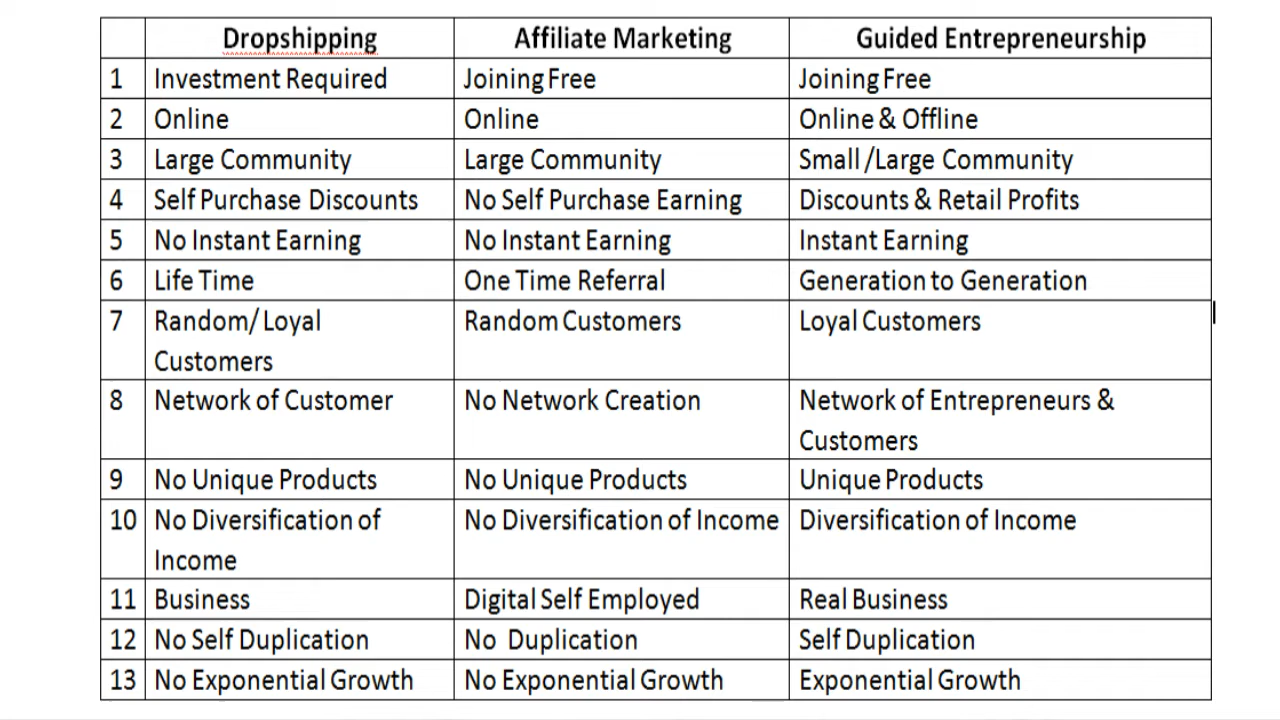 Dropshipping Affiliate Marketing Guided Entrepreneurship
1 Investment Required Joining Free Joining Free
2 Online Online Online & Offline
3 Large Community Large Community Small /Large Community
4 Self Purchase Discounts No Self Purchase Earning Discounts & Retail Profits
5 No Instant Earning No Instant Earning Instant Earning
6 Life Time One Time Referral Generation to Generation
7 Random/ Loyal Random Customers Loyal Customers
Customers
8 Network of Customer No Network Creation Network of Entrepreneurs &
Customers
9 No Unique Products No Unique Products Unique Products
10 No Diversification of No Diversification of Income Diversification of Income
Income
11 Business Digital Self Employed Real Business
12 No Self Duplication No Duplication Self Duplication
13 No Exponential Growth No Exponential Growth Exponential Growth